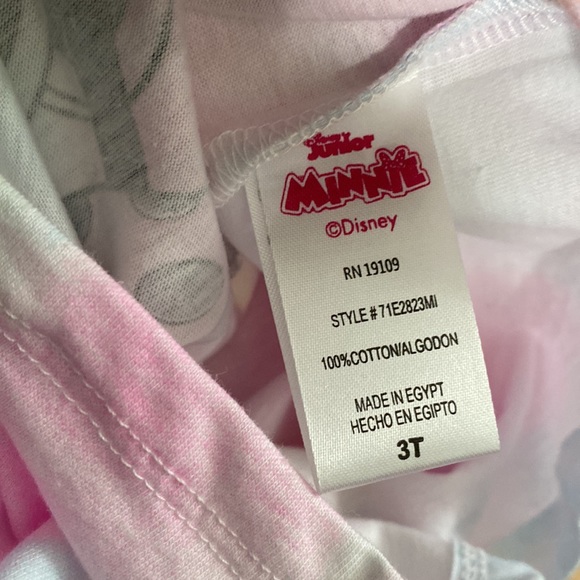 Disney
Junior
MINNIE
©Disney
RN 19109
STYLE # 71E2823MI
100%COTTON/ALGODON
MADE IN EGYPT
HECHO EN EGIPTO
3T